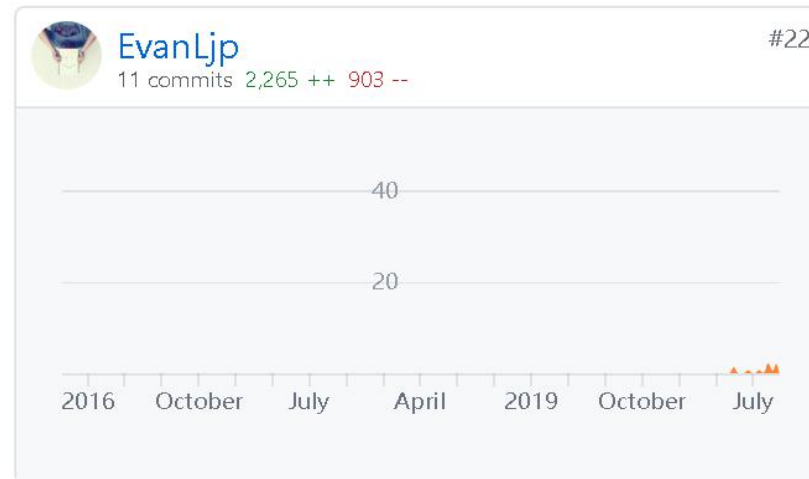 EvanLjp #22
11 commits 2,265 ++ 903 --
40
20
2016 October July April 2019 October July